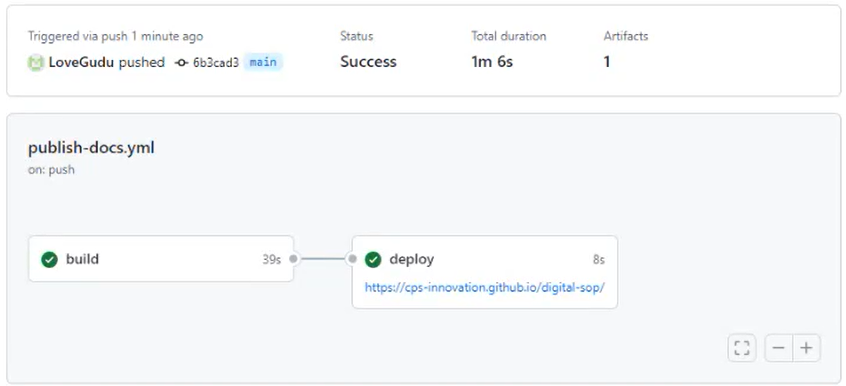 Triggered via push 1 minute ago
LoveGudu pushed 6b3cad3 main
Status
Success
Total duration
1m 6s
Artifacts
1
publish-docs.yml
on: push
build 39s
deploy 8s
https://cps-innovation.github.io/digital-sop/